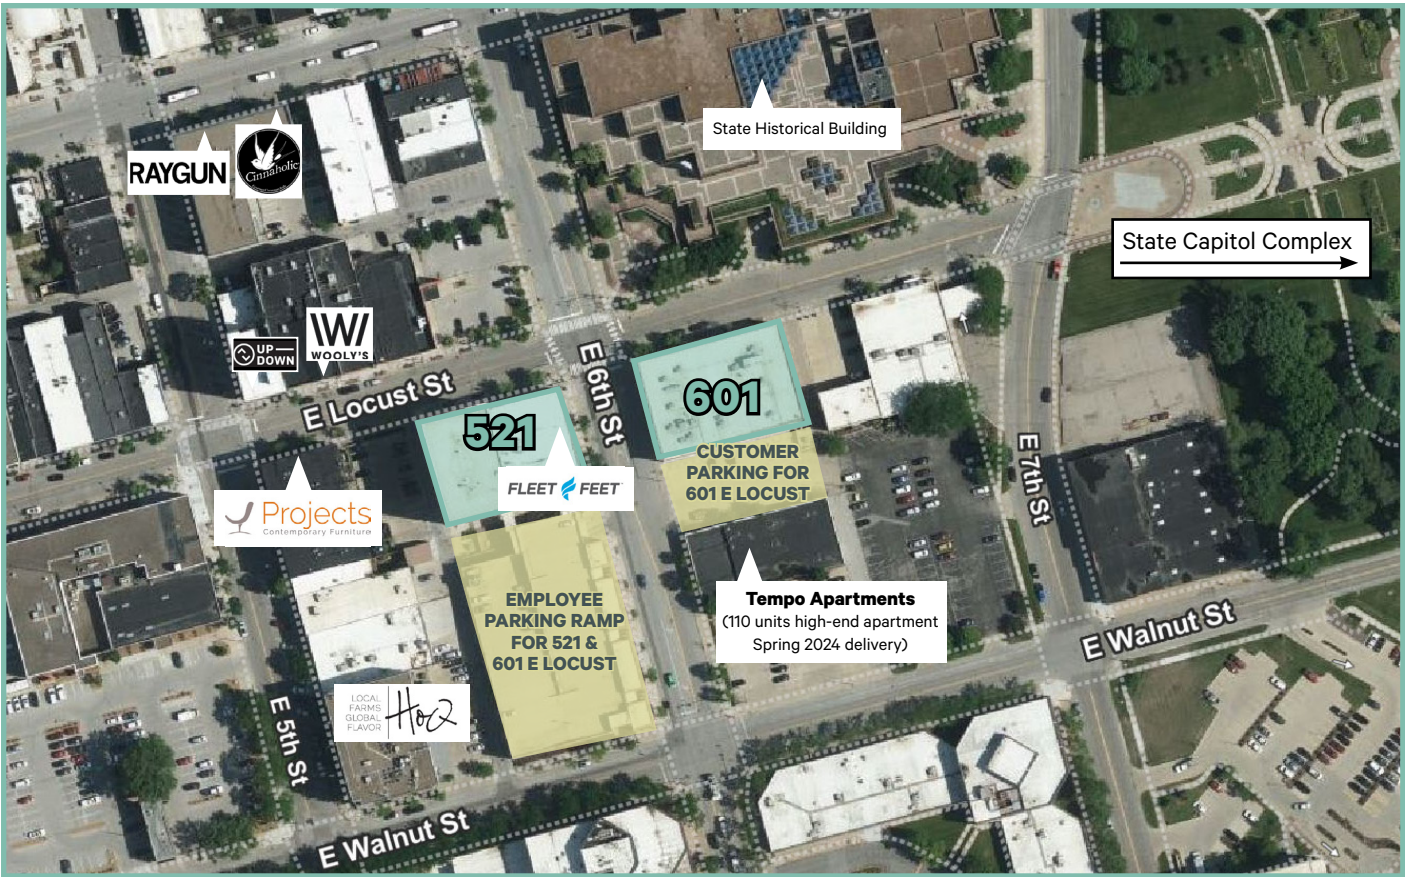 State Historical Building
RAYGUN
Cinnaholic
State Capitol Complex
UP
DOWN
WOOLY'S
E Locust St
E 6th St
521
601
FLEET FEET
CUSTOMER
PARKING FOR
601 E LOCUST
Projects
Contemporary Furniture
E 7th St
EMPLOYEE
PARKING RAMP
FOR 521 &
601 E LOCUST
Tempo Apartments
(110 units high-end apartment
Spring 2024 delivery)
E Walnut St
LOCAL
FARMS
GLOBAL
FLAVOR
HoQ
E 5th St
E Walnut St